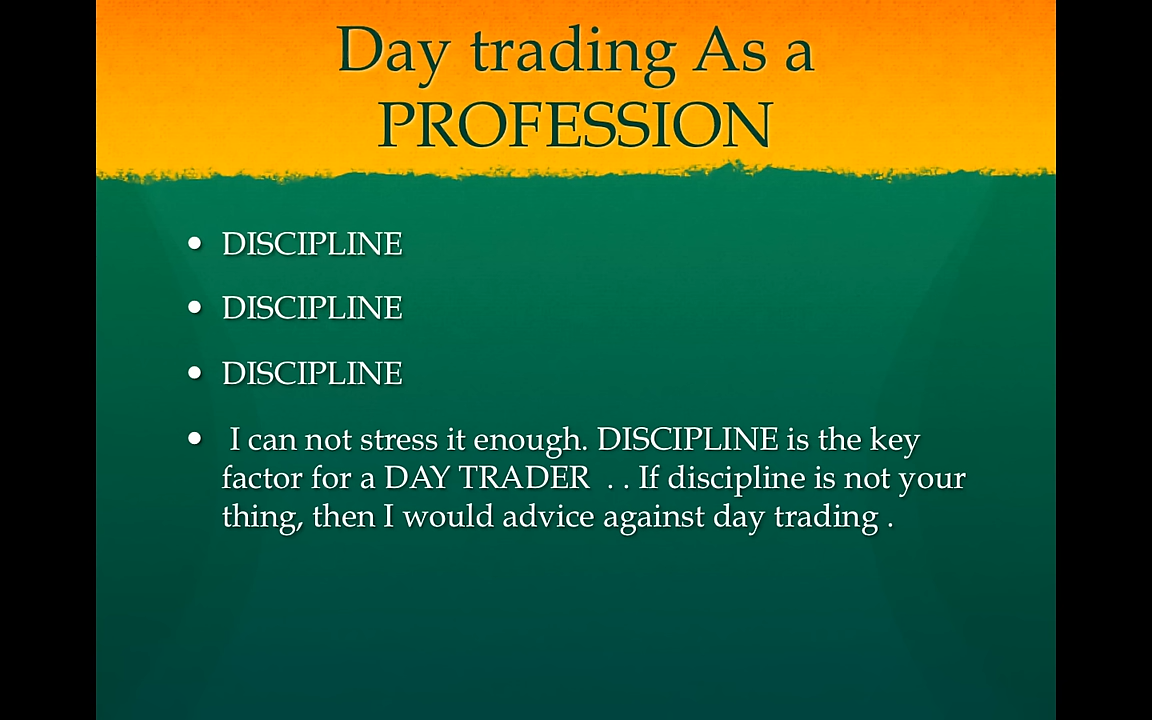 Day trading As a
PROFESSION
• DISCIPLINE
• DISCIPLINE
• DISCIPLINE
• I can not stress it enough. DISCIPLINE is the key
factor for a DAY TRADER  . . If discipline is not your
thing, then I would advice against day trading .